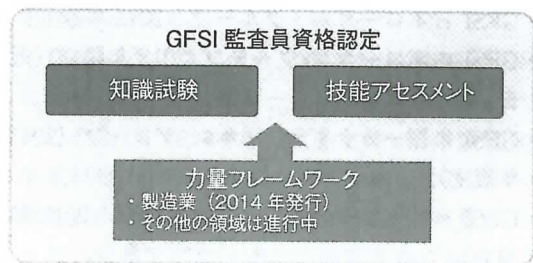 GFSI 監査員資格認定
知識試験
技能アセスメント
力量フレームワーク
・製造業（2014 年発行）
・その他の領域は進行中